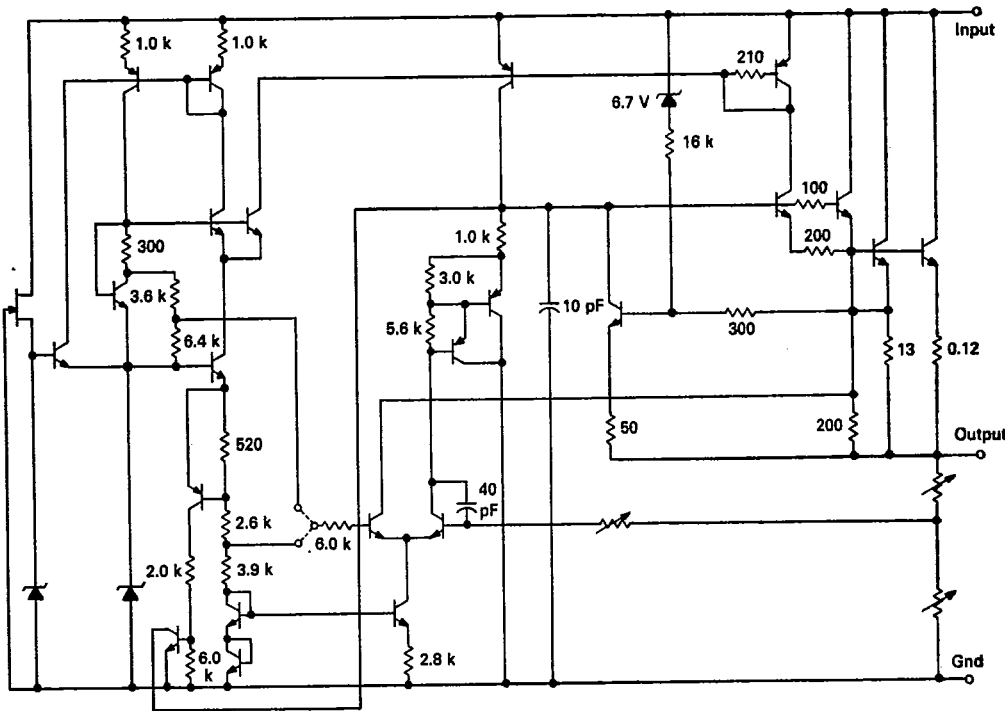 Input
1.0 k
1.0 k
210
6.7 V
16 k
100
300
200
1.0 k
3.0 k
3.6 k
10 pF
5.6 k
300
6.4 k
13
0.12
520
50
200
Output
40
pF
2.6 k
6.0 k
2.0 k
3.9 k
6.0
k
2.8 k
Gnd